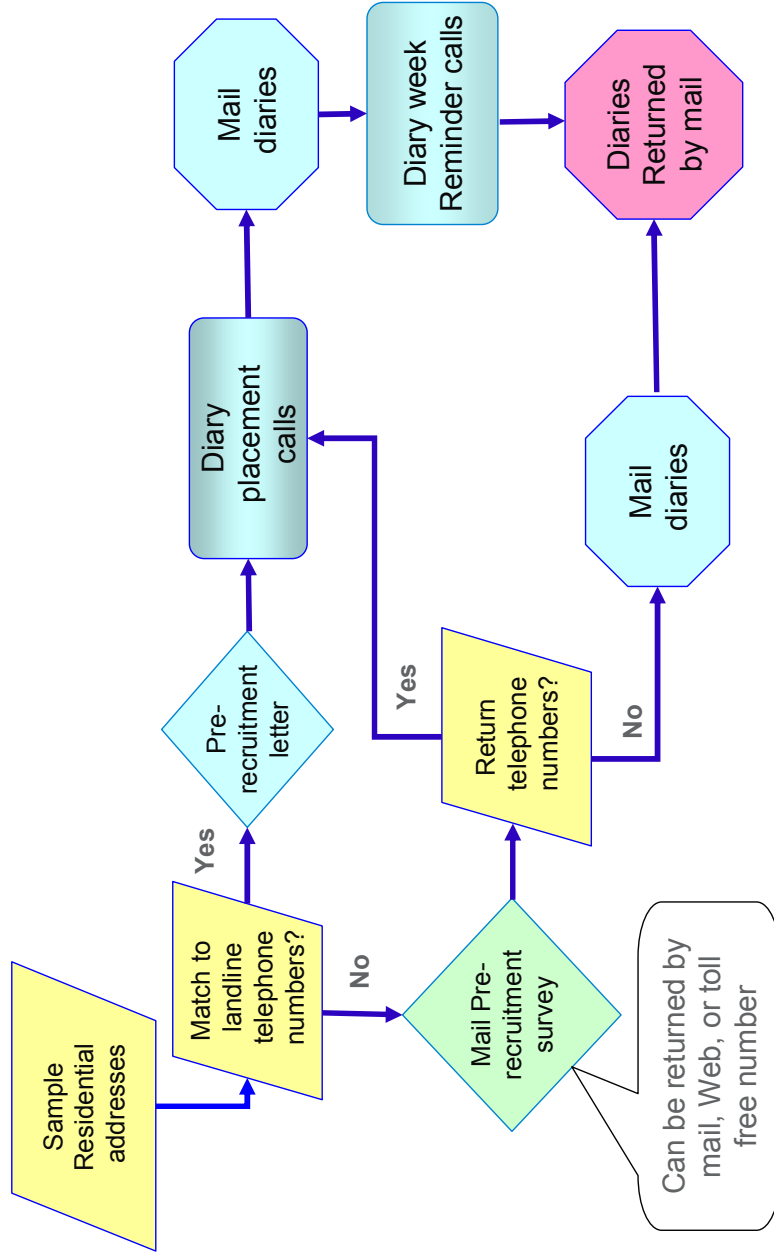 Sample
Residential
addresses
Match to
landline
telephone
numbers?
Yes
No
Pre-
recruitment
letter
Diary
placement
calls
Mail
diaries
Diary week
Reminder calls
Diaries
Returned
by mail
Mail Pre-
recruitment
survey
Return
telephone
numbers?
Yes
No
Mail
diaries
Can be returned by
mail, Web, or toll
free number